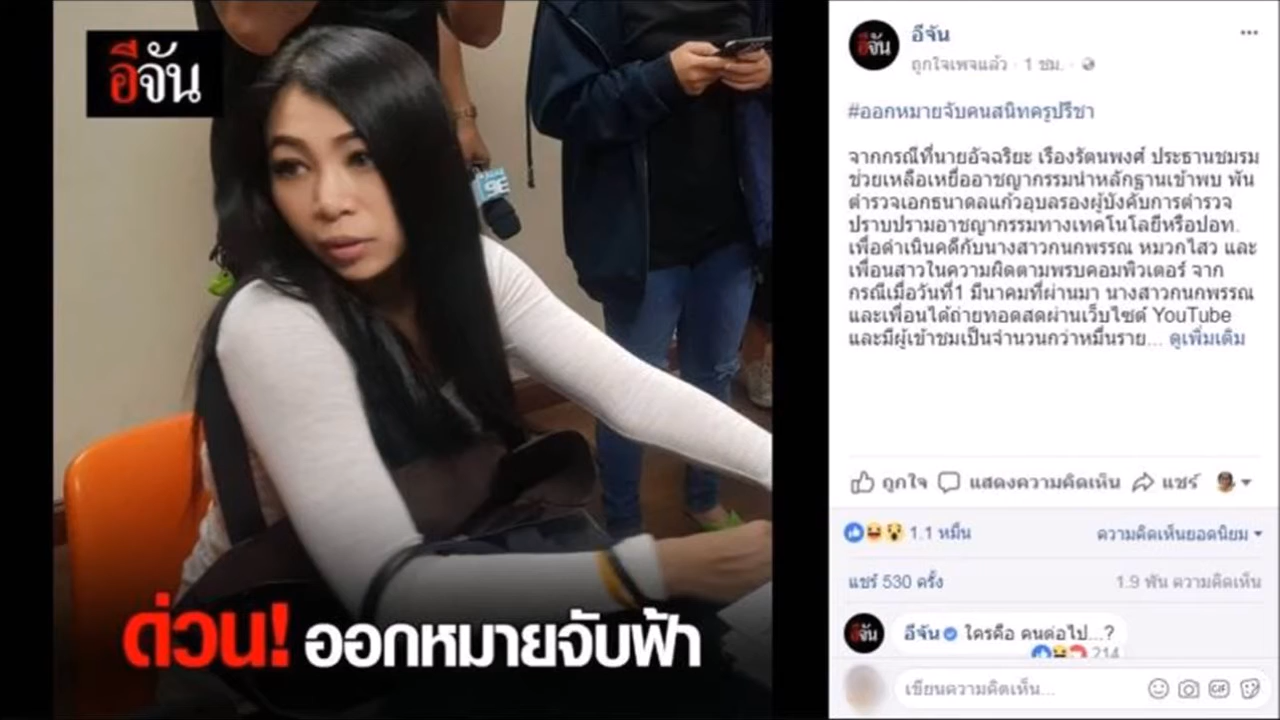 อีจัน
9E
ด่วน! ออกหมายจับฟ้า
อีจัน
อีจัน
ถูกใจเพจแล้ว · 1 ชม. ·
#ออกหมายจับคนสนิทครูปรีชา
จากกรณีที่นายอัจฉริยะ เรืองรัตนพงศ์ ประธานชมรม
ช่วยเหลือเหยื่ออาชญากรรมนำหลักฐานเข้าพบ พัน
ตำรวจเอกธนาดลแก้วอุบลรองผู้บังคับการตำรวจ
ปราบปรามอาชญากรรมทางเทคโนโลยีหรือปอท.
เพื่อดำเนินคดีกับนางสาวกนกพรรณ หมวกไสว และ
เพื่อนสาวในความผิดตามพรบคอมพิวเตอร์ จาก
กรณีเมื่อวันที่1 มีนาคมที่ผ่านมา นางสาวกนกพรรณ
และเพื่อนได้ถ่ายทอดสดผ่านเว็บไซต์ YouTube
และมีผู้เข้าชมเป็นจำนวนกว่าหมื่นราย... ดูเพิ่มเติม
ถูกใจ แสดงความคิดเห็น แชร์
1.1 หมื่น ความคิดเห็นยอดนิยม
แชร์ 530 ครั้ง 1.9 พัน ความคิดเห็น
อีจัน
อีจัน ใครคือ คนต่อไป...?
214
เขียนความคิดเห็น... GIF